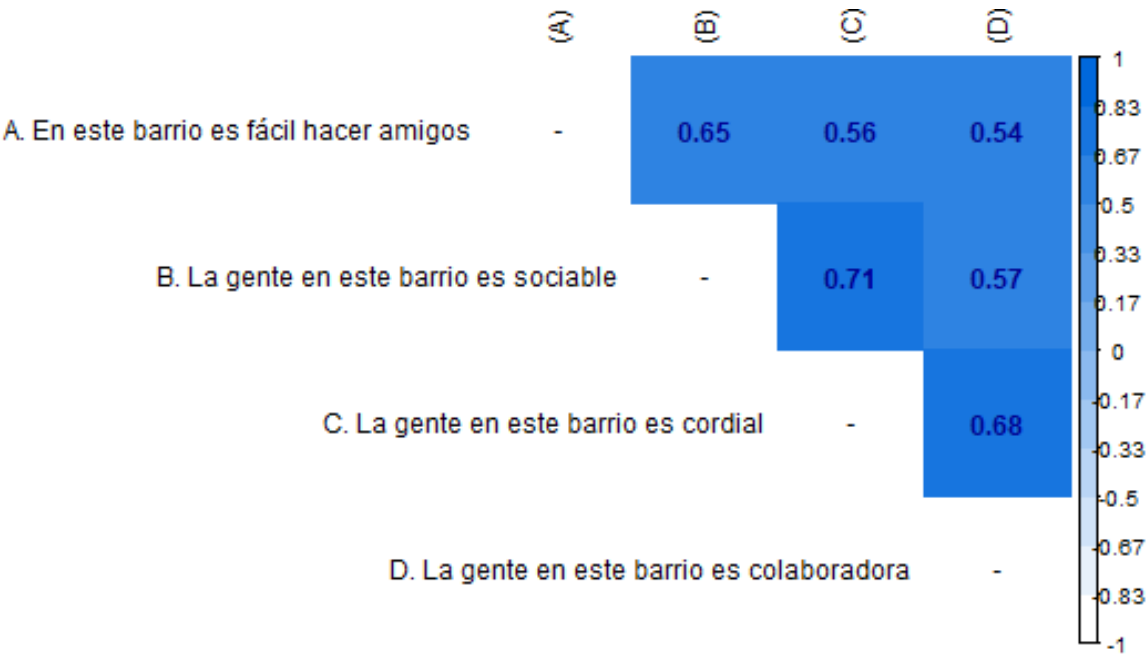 (A) (B) (C) (D)
A. En este barrio es fácil hacer amigos - 0.65 0.56 0.54
B. La gente en este barrio es sociable - 0.71 0.57
C. La gente en este barrio es cordial - 0.68
D. La gente en este barrio es colaboradora -
1
0.83
0.67
0.5
0.33
0.17
0
-0.17
-0.33
-0.5
-0.67
-0.83
-1